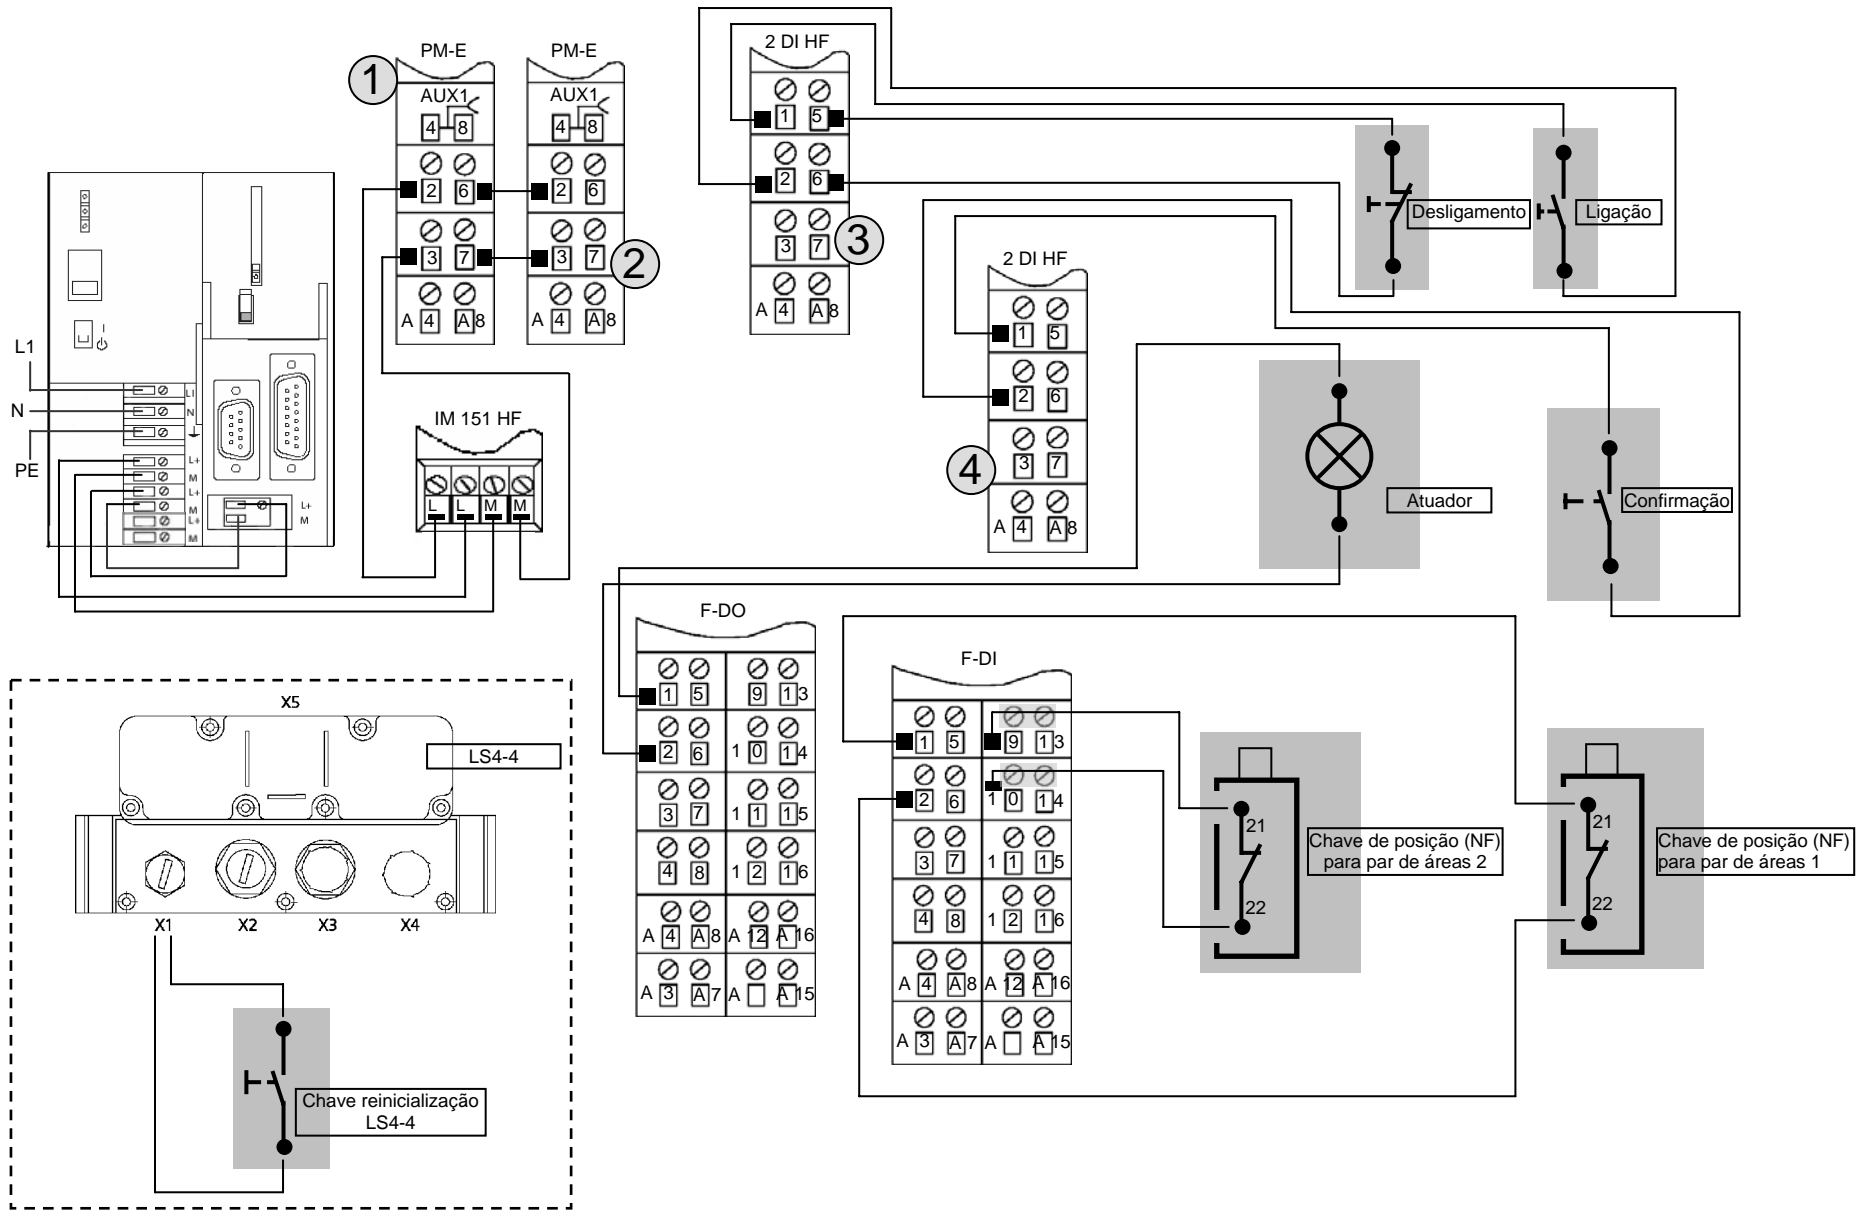 PM-E
PM-E
2 DI HF
1
AUX1
AUX1
4 8
4 8
1 5
2 6
2 6
2 6
3 7
3 7
2
3 7
3
A 4 A 8
A 4 A 8
A 4 A 8
Desligamento
Ligação
2 DI HF
1 5
2 6
3 7
4
A 4 A 8
L1
N
PE
L1
N
L+
M
L+
M
L+
M
L+
M
IM 151 HF
L L M M
Atuador
Confirmação
F-DO
1 5 9 13
2 6 10 14
3 7 11 15
4 8 12 16
A 4 A 8 A 12 A 16
A 3 A 7 A A 15
F-DI
1 5 9 13
2 6 10 14
3 7 11 15
4 8 12 16
A 4 A 8 A 12 A 16
A 3 A 7 A A 15
21
22
Chave de posição (NF)
para par de áreas 2
21
22
Chave de posição (NF)
para par de áreas 1
X5
LS4-4
X1 X2 X3 X4
Chave reinicialização
LS4-4